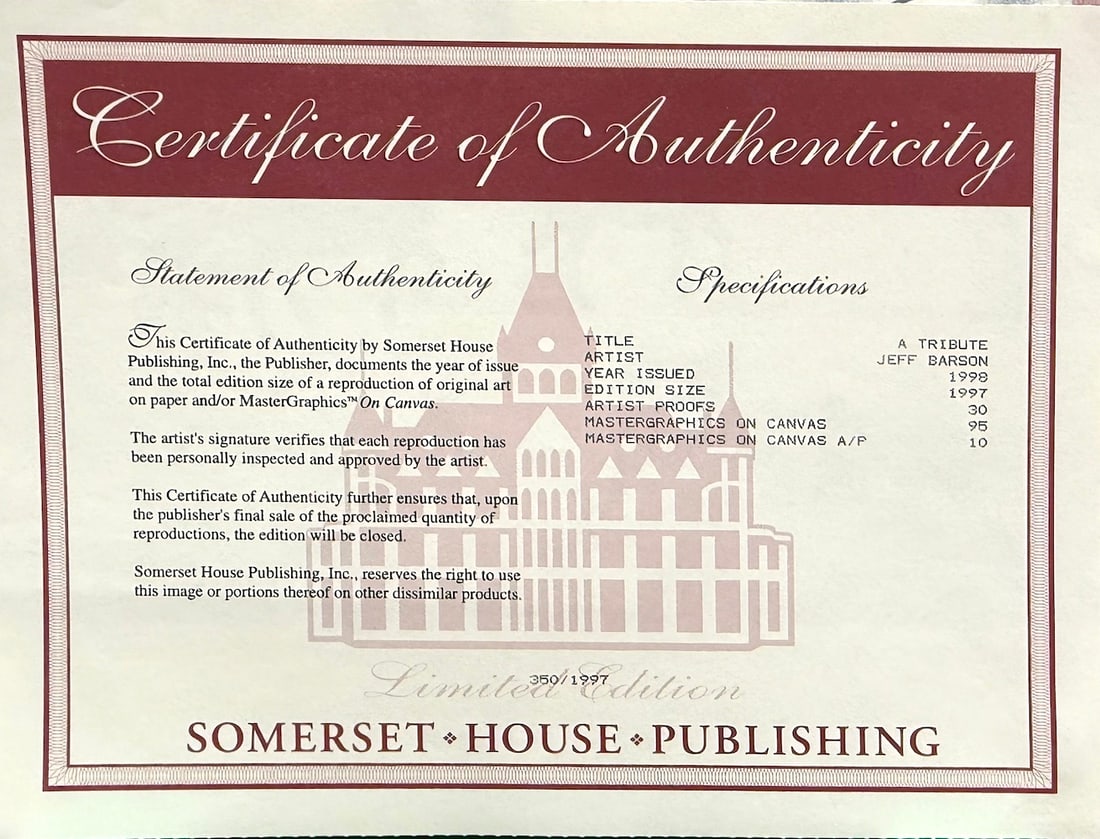 Certificate of Authenticity
Statement of Authenticity
This Certificate of Authenticity by Somerset House
Publishing, Inc., the Publisher, documents the year of issue
and the total edition size of a reproduction of original art
on paper and/or MasterGraphics™ On Canvas.
The artist's signature verifies that each reproduction has
been personally inspected and approved by the artist.
This Certificate of Authenticity further ensures that, upon
the publisher's final sale of the proclaimed quantity of
reproductions, the edition will be closed.
Somerset House Publishing, Inc., reserves the right to use
this image or portions thereof on other dissimilar products.
Specifications
TITLE A TRIBUTE
ARTIST JEFF BARSON
YEAR ISSUED 1998
EDITION SIZE 1997
ARTIST PROOFS 30
MASTERGRAPHICS ON CANVAS 95
MASTERGRAPHICS ON CANVAS A/P 10
350/1997
Limited Edition
SOMERSET HOUSE PUBLISHING